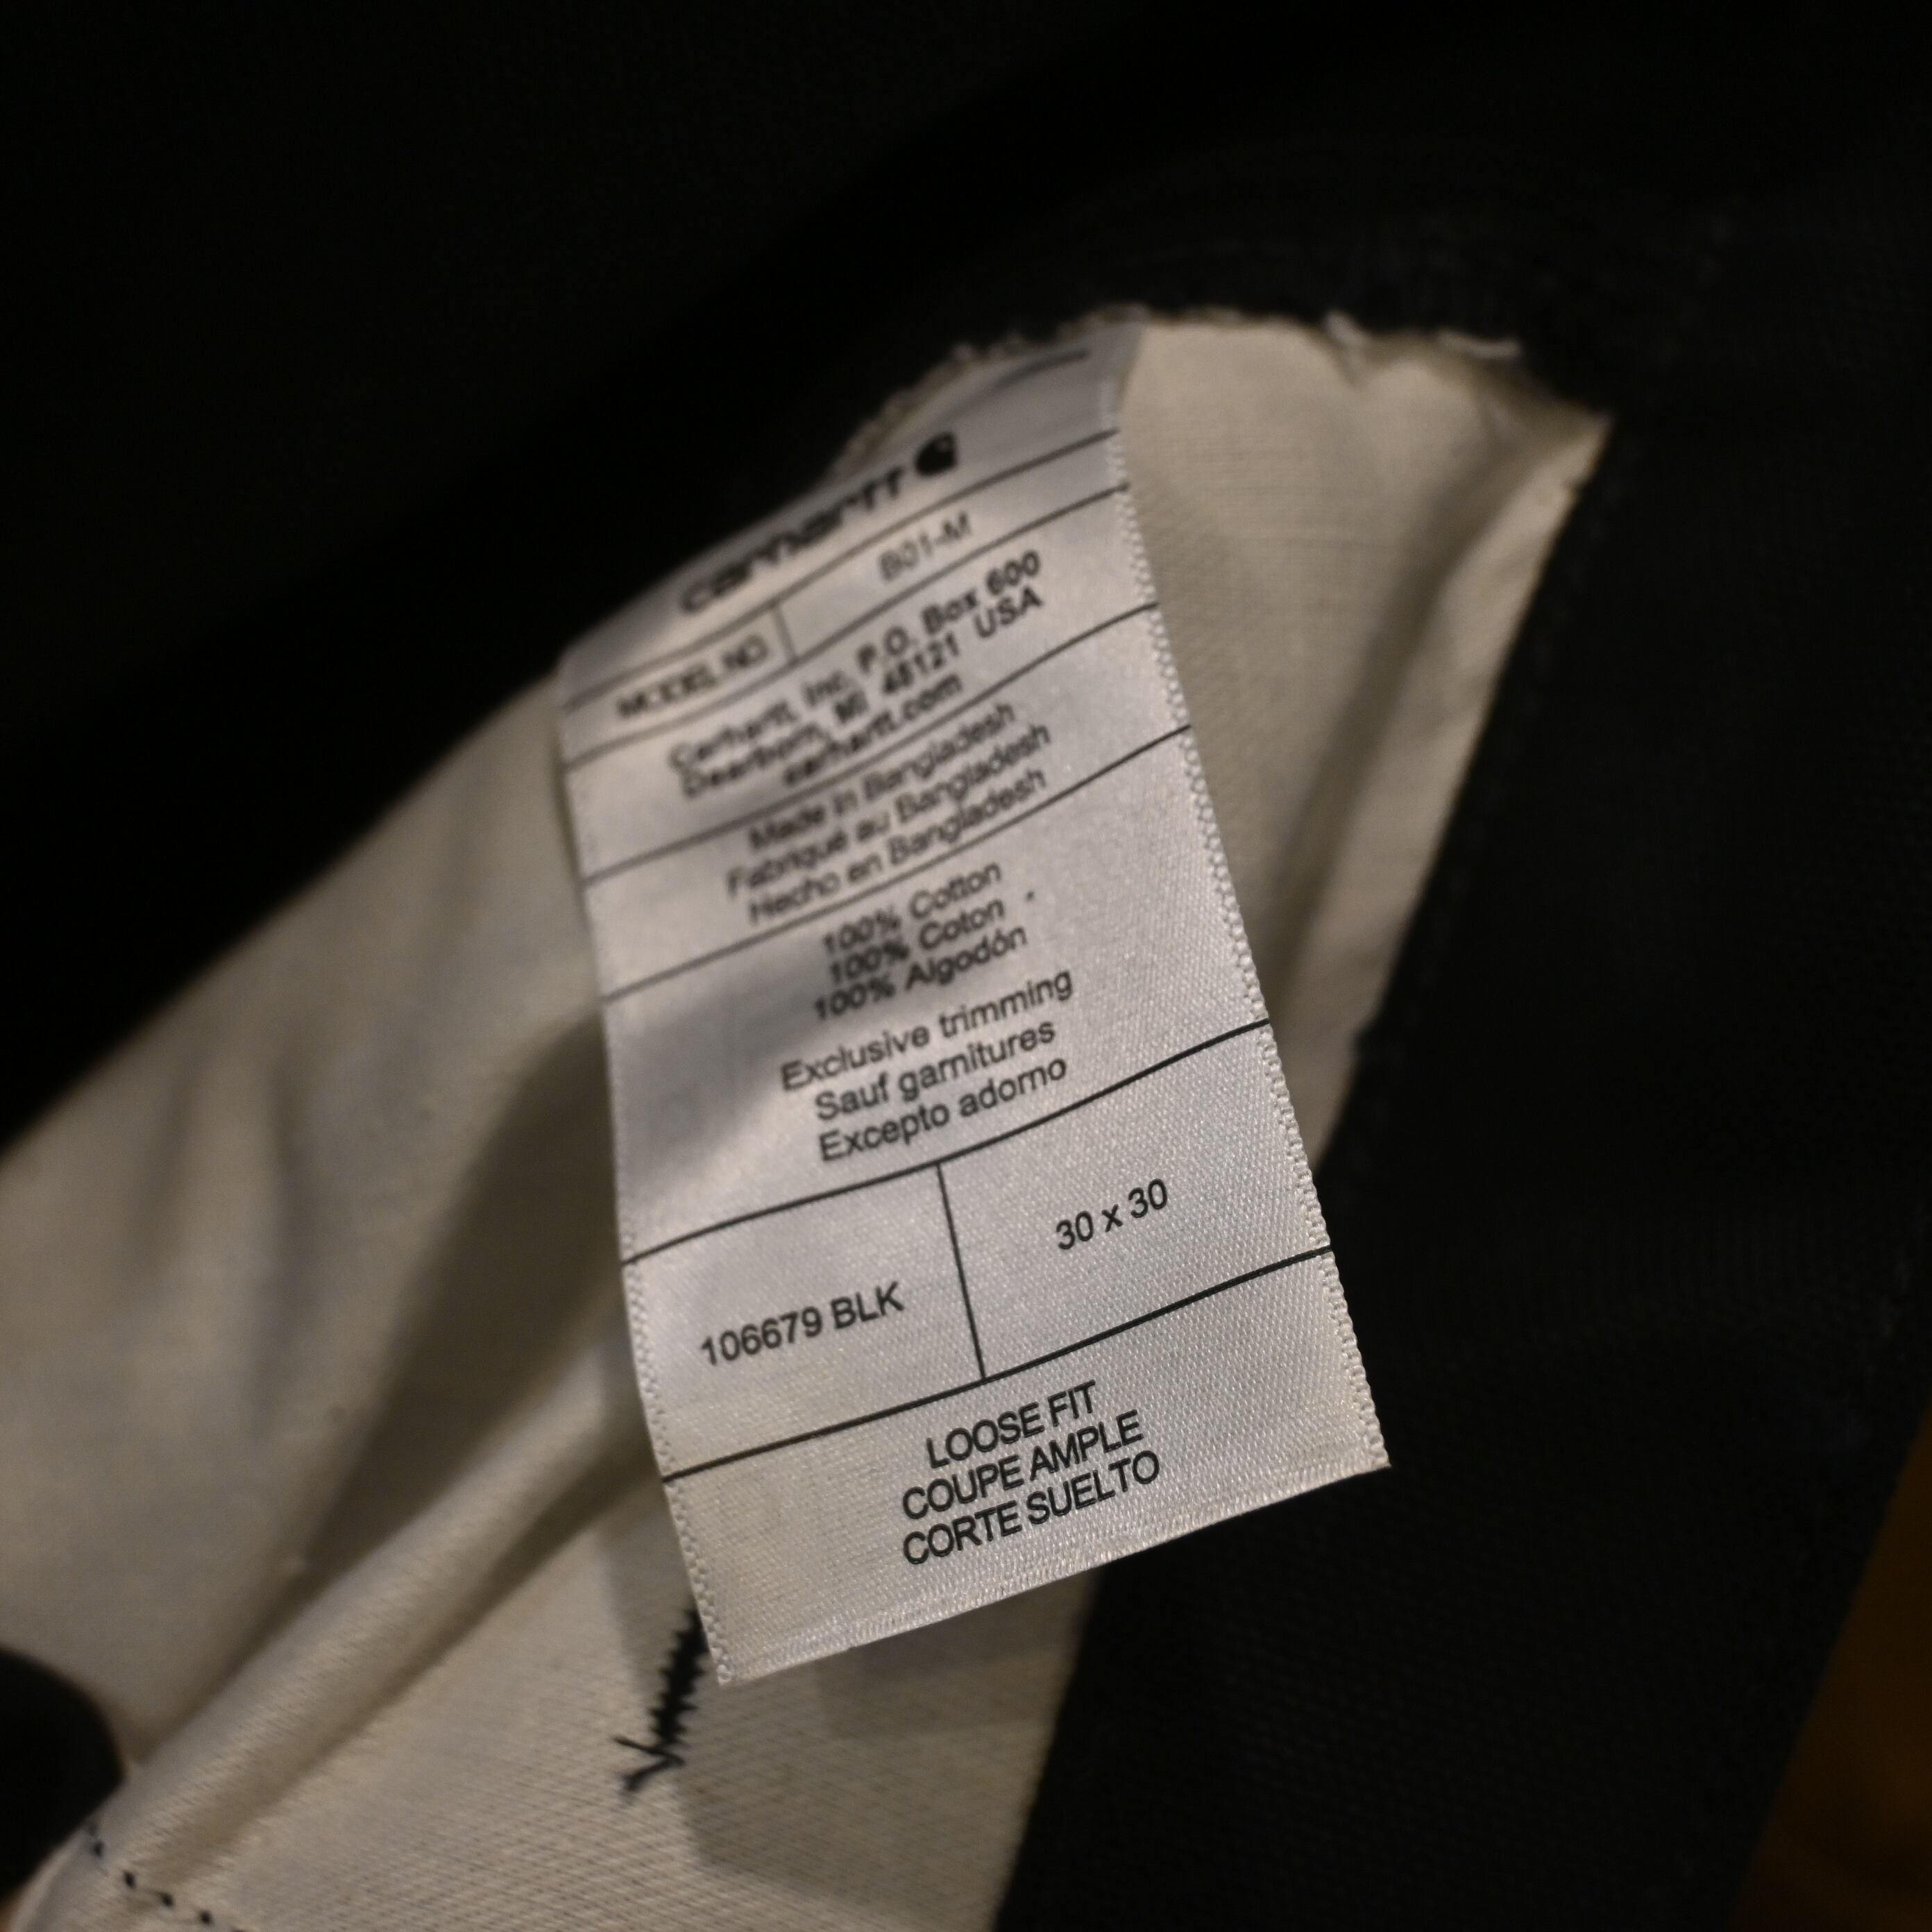 carhartt
MODEL NO B01-M
Carhartt, Inc. P.O. Box 600
Dearborn, MI 48121 USA
carhartt.com
Made in Bangladesh
Fabriqué au Bangladesh
Hecho en Bangladesh
100% Cotton
100% Coton
100% Algodón
Exclusive trimming
Sauf garnitures
Excepto adorno
106679 BLK 30 x 30
LOOSE FIT
COUPE AMPLE
CORTE SUELTO